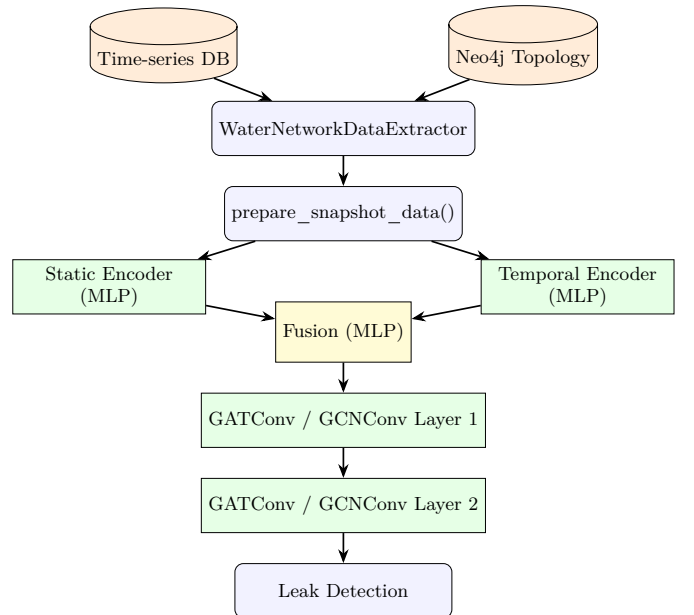 Time-series DB
Neo4j Topology
WaterNetworkDataExtractor
prepare_snapshot_data()
Static Encoder
(MLP)
Temporal Encoder
(MLP)
Fusion (MLP)
GATConv / GCNConv Layer 1
GATConv / GCNConv Layer 2
Leak Detection